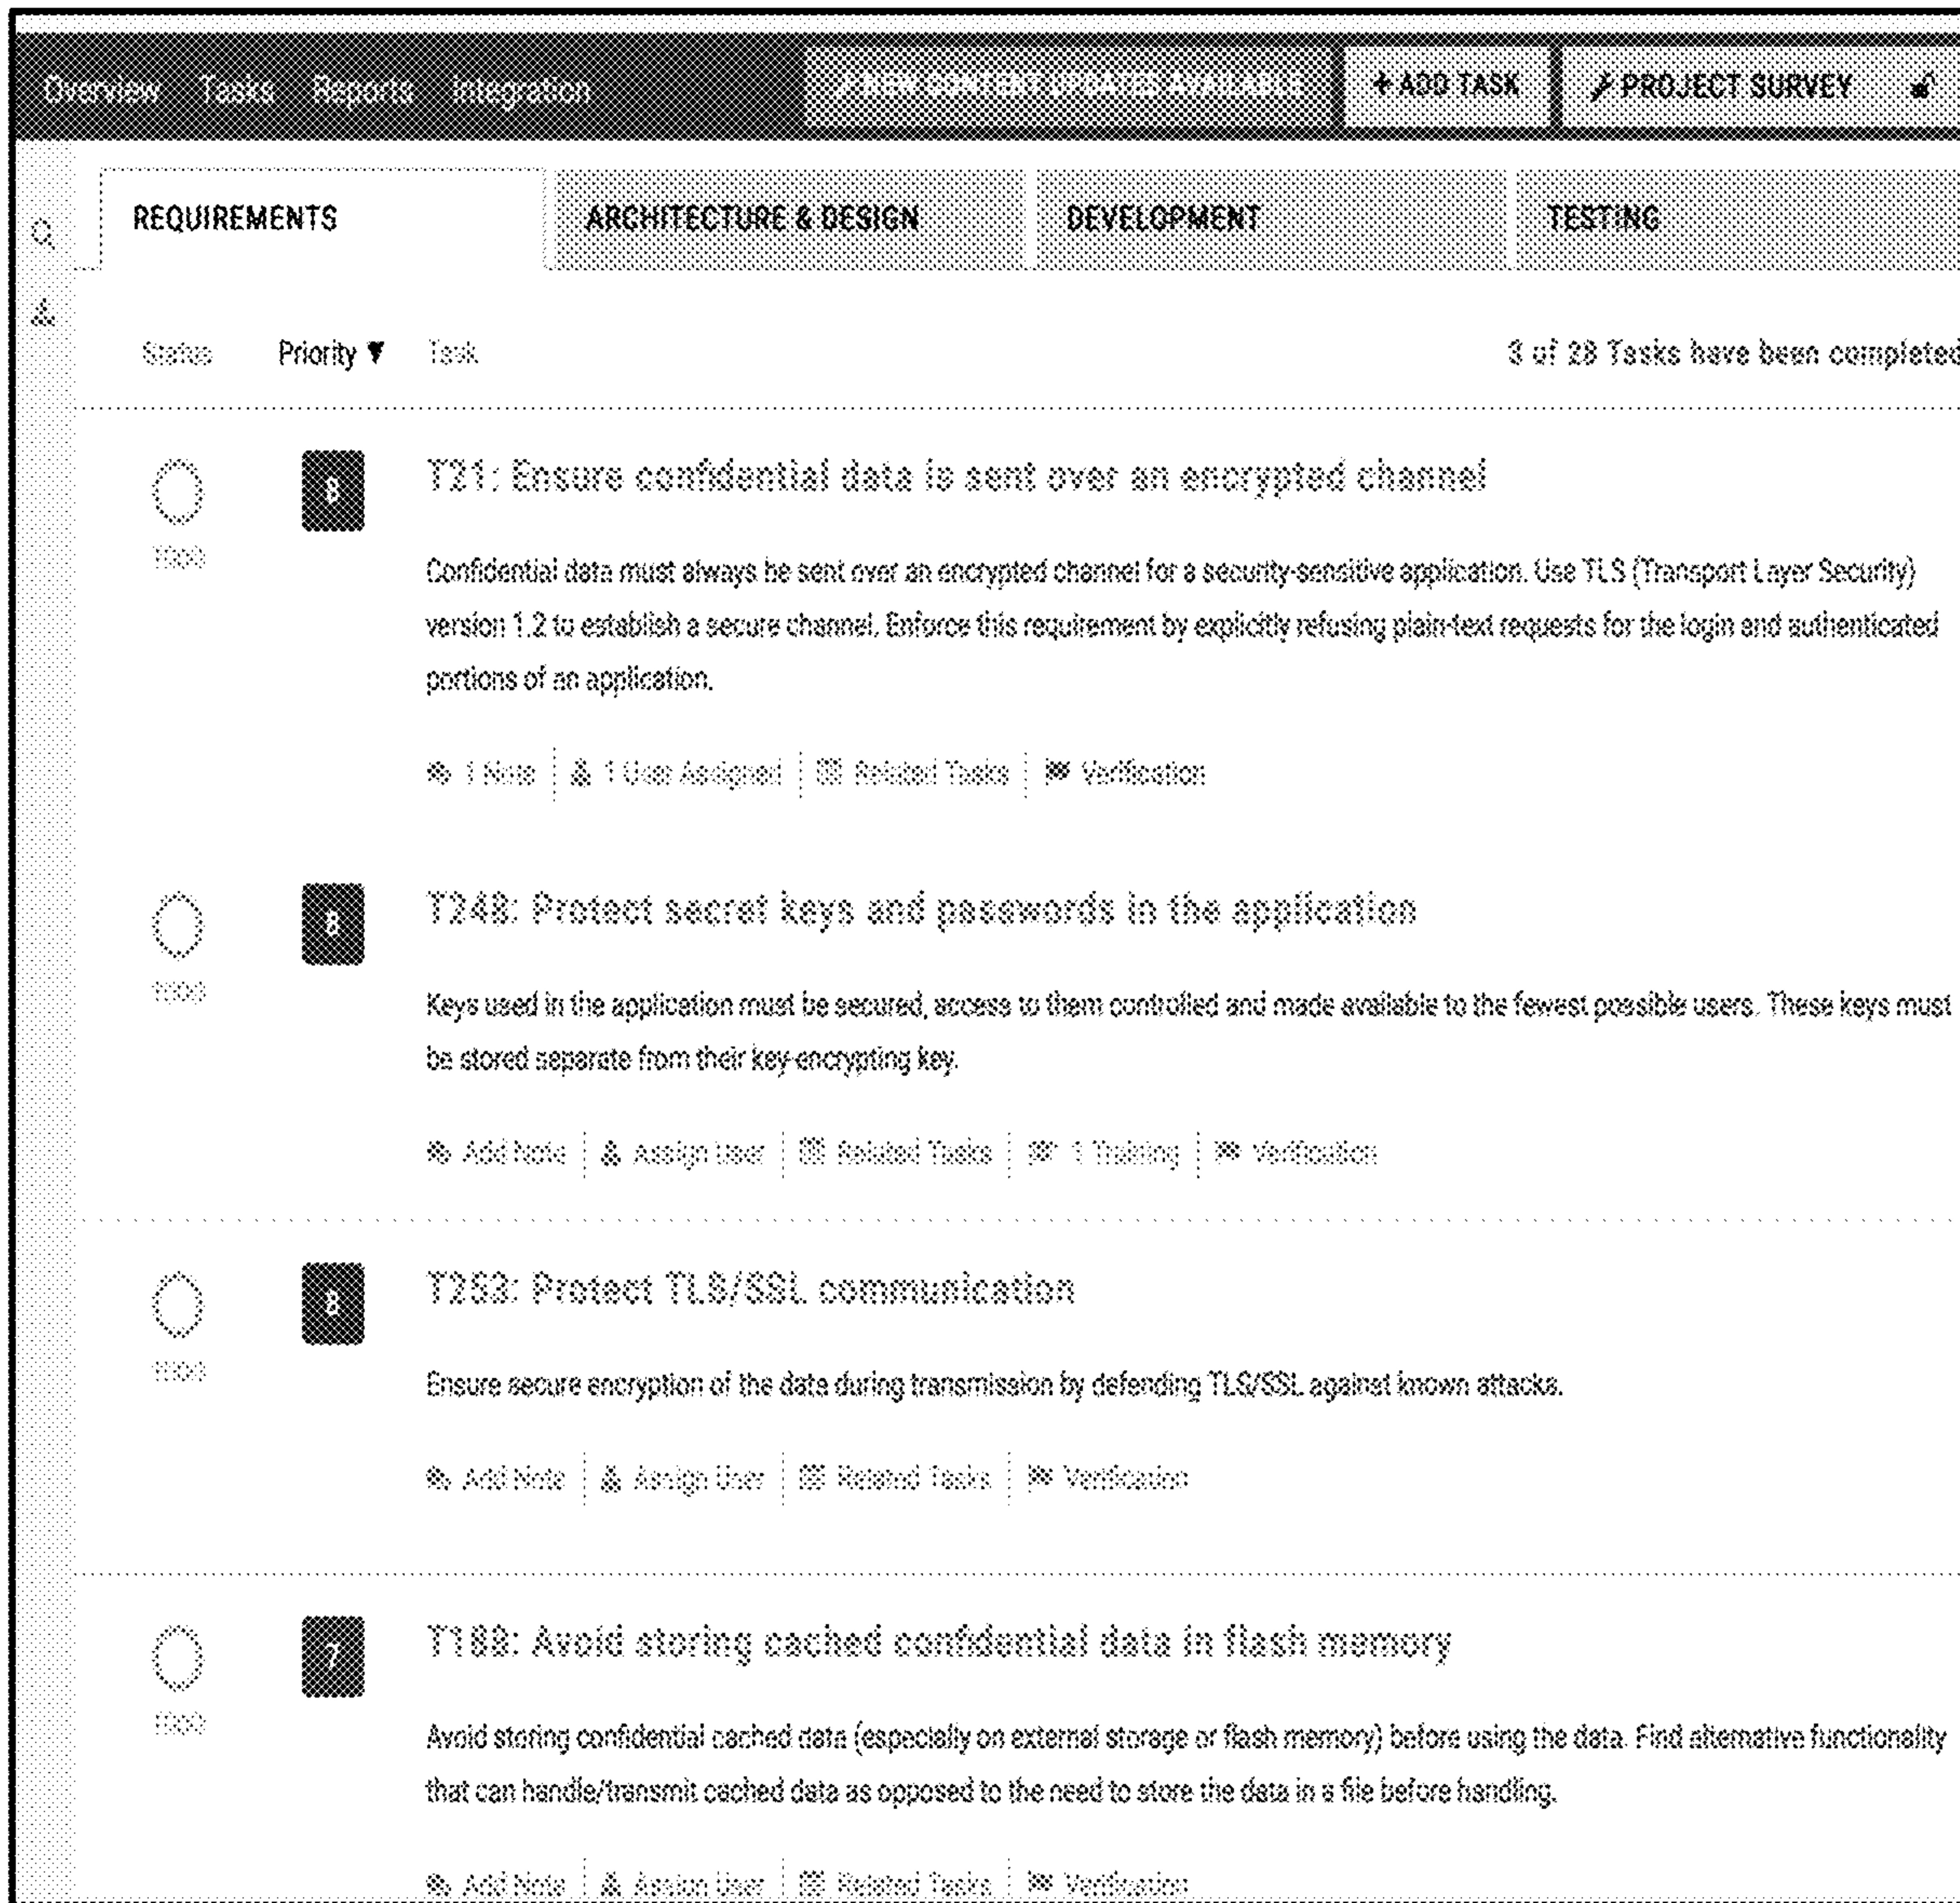 Overview Tasks Reports Integration NEW CONTENT UPDATES AVAILABLE + ADD TASK PROJECT SURVEY
REQUIREMENTS ARCHITECTURE & DESIGN DEVELOPMENT TESTING
Status Priority ▼ Task 3 of 28 Tasks have been completed
8 T21: Ensure confidential data is sent over an encrypted channel
TODO
Confidential data must always be sent over an encrypted channel for a security-sensitive application. Use TLS (Transport Layer Security)
version 1.2 to establish a secure channel. Enforce this requirement by explicitly refusing plain-text requests for the login and authenticated
portions of an application.
1 Note 1 User Assigned Related Tasks Verification
8 T248: Protect secret keys and passwords in the application
TODO
Keys used in the application must be secured, access to them controlled and made available to the fewest possible users. These keys must
be stored separate from their key-encrypting key.
Add Note Assign User Related Tasks 1 Training Verification
8 Protect TLS/SSL communication
TODO
Ensure secure encryption of the data during transmission by defending TLS/SSL against known attacks.
Add Note Assign User Related Tasks Verification
7 Avoid storing cached confidential data in flash memory
TODO
Avoid storing confidential cached data (especially on external storage or flash memory) before using the data. Find alternative functionality
that can handle/transmit cached data as opposed to the need to store the data in a file before handling.
Add Note Assign User Related Tasks Verification